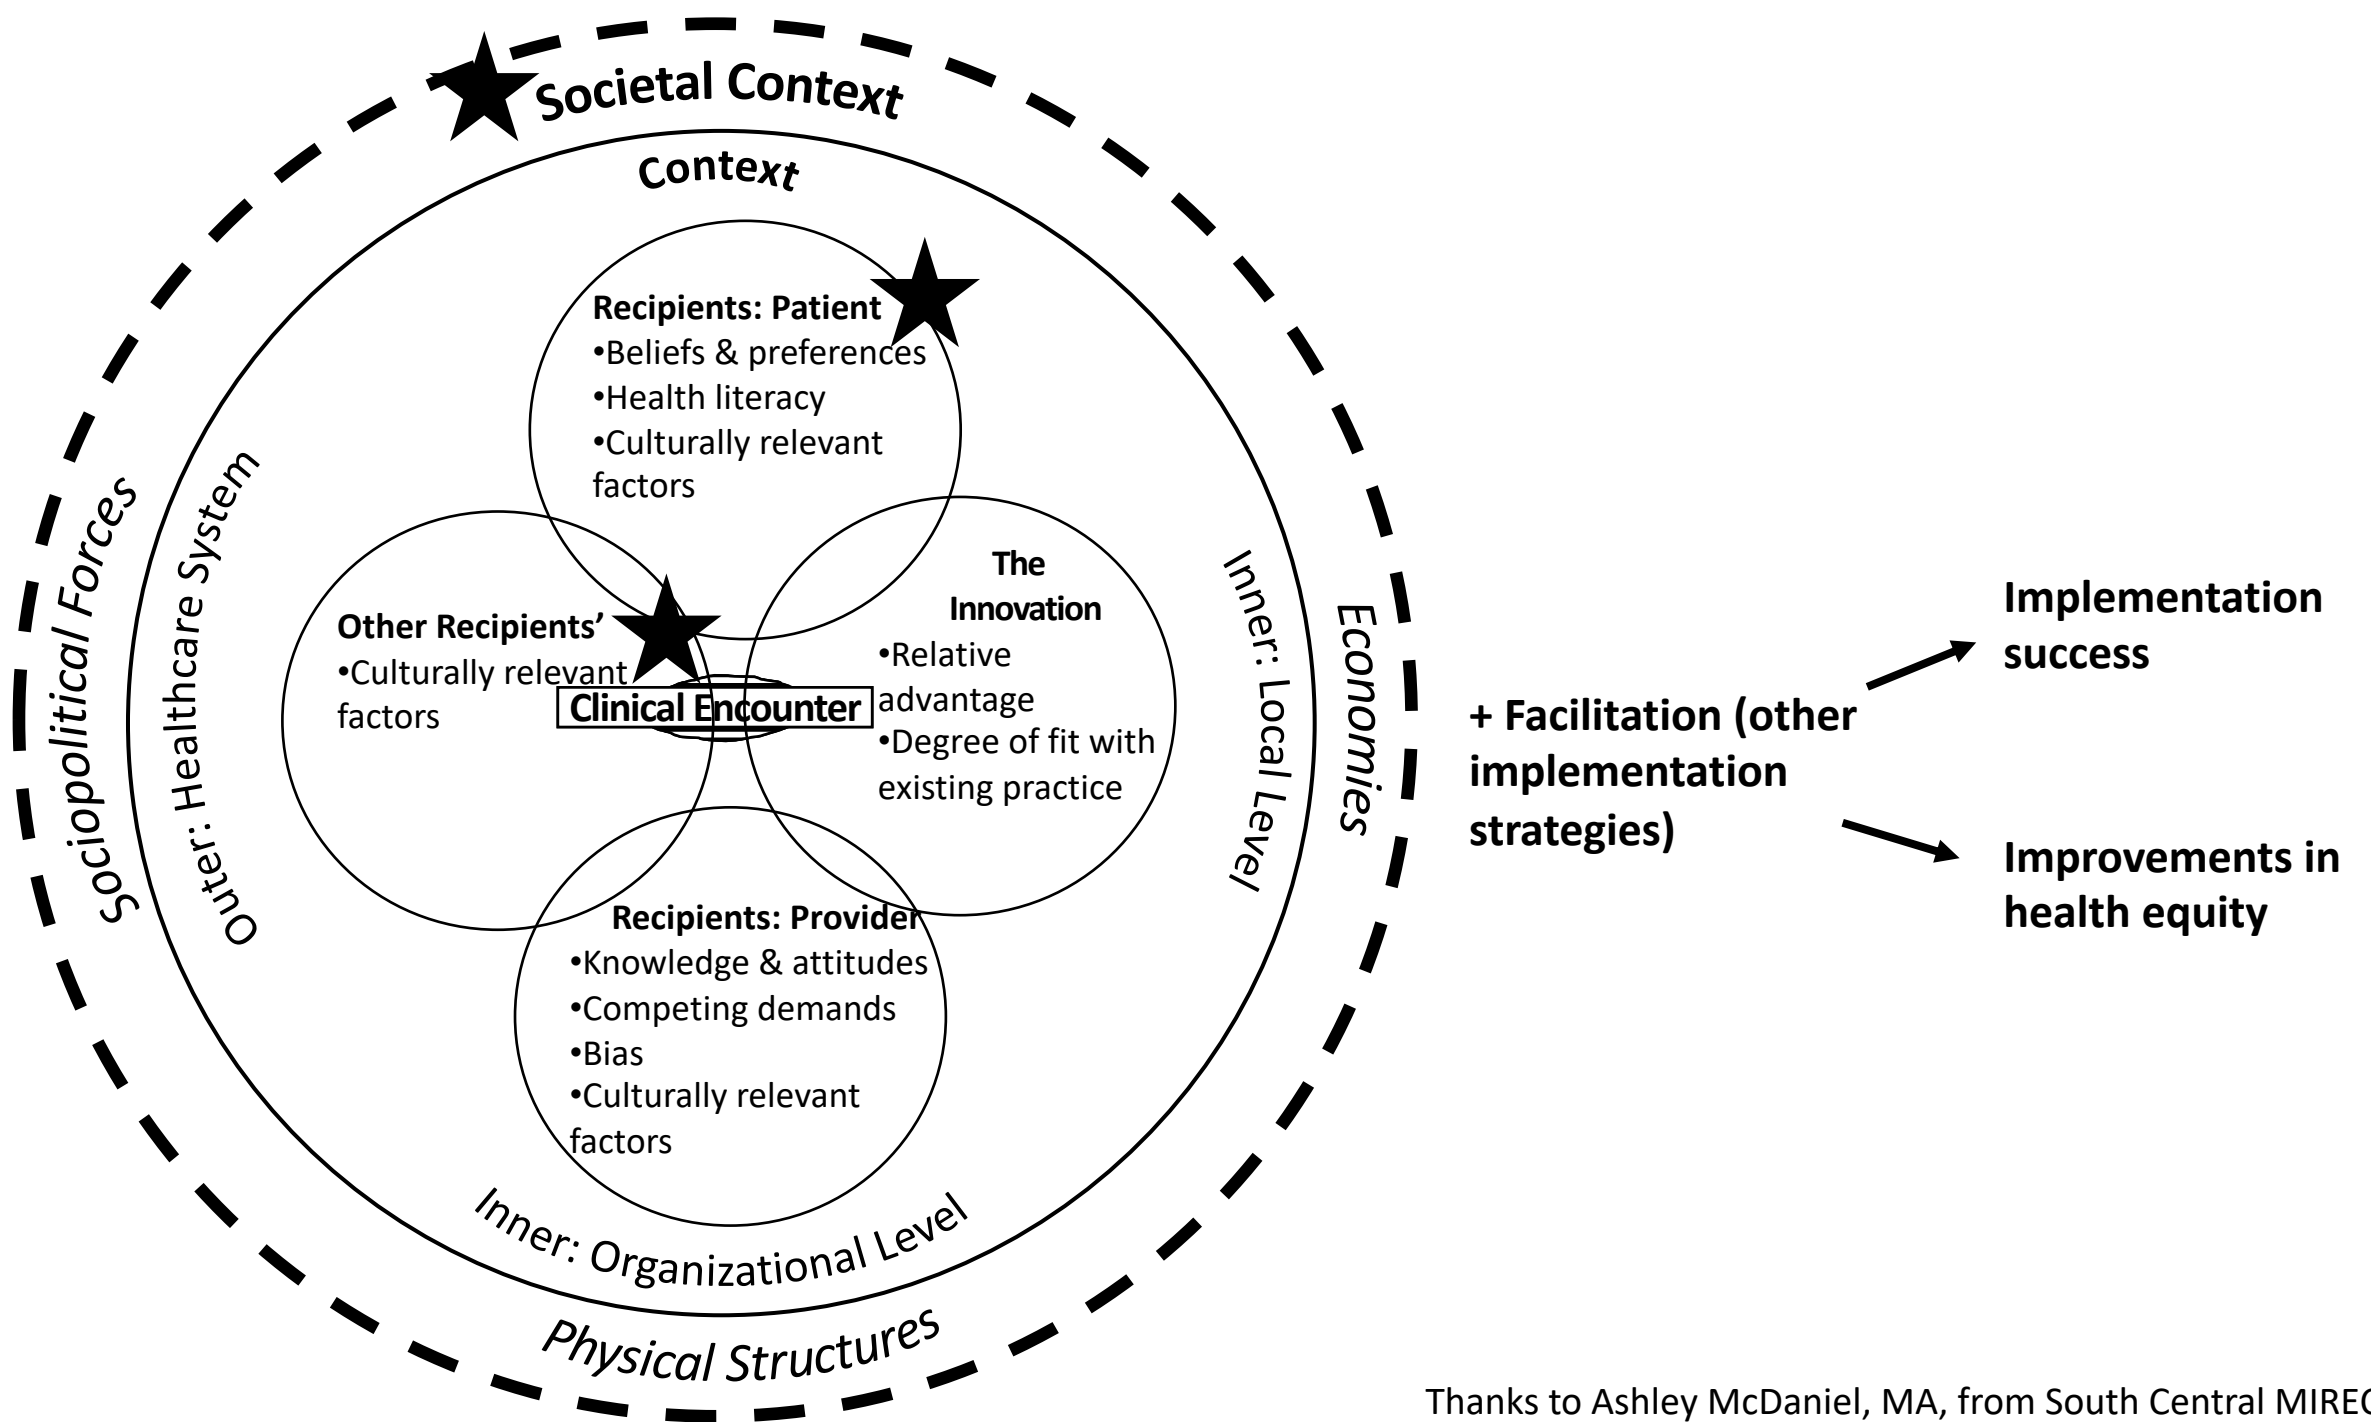 Societal Context
Context
Recipients: Patient
•Beliefs & preferences
•Health literacy
•Culturally relevant
factors
Sociopolitical Forces
Outer: Healthcare System
Other Recipients’
•Culturally relevant
factors
Clinical Encounter
The
Innovation
•Relative
advantage
•Degree of fit with
existing practice
Inner: Local Level
Economies
Recipients: Provider
•Knowledge & attitudes
•Competing demands
•Bias
•Culturally relevant
factors
Inner: Organizational Level
Physical Structures
+ Facilitation (other
implementation
strategies)
Implementation
success
Improvements in
health equity
Thanks to Ashley McDaniel, MA, from South Central MIREC